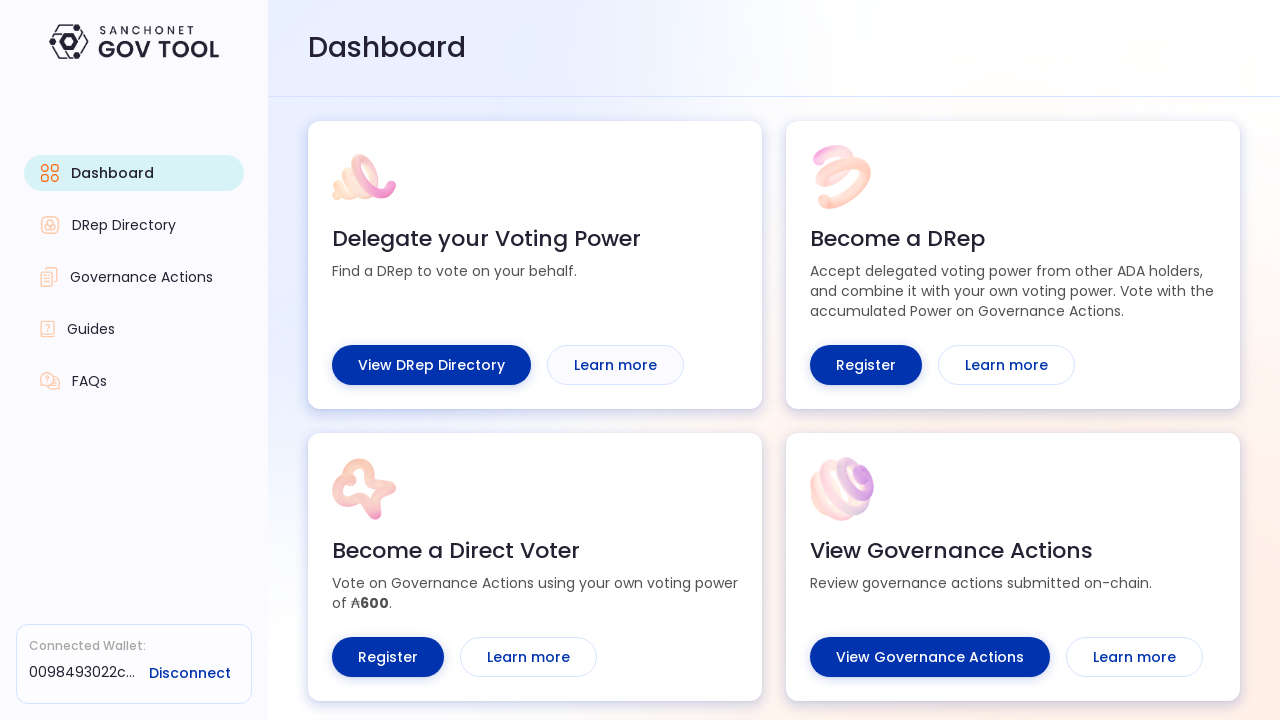 SANCHONET
GOV TOOL
Dashboard
DRep Directory
Governance Actions
Guides
FAQs
Connected Wallet:
0098493022c...
Disconnect
Dashboard
Delegate your Voting Power
Find a DRep to vote on your behalf.
View DRep Directory
Learn more
Become a DRep
Accept delegated voting power from other ADA holders,
and combine it with your own voting power. Vote with the
accumulated Power on Governance Actions.
Register
Learn more
Become a Direct Voter
Vote on Governance Actions using your own voting power
of ₳600.
Register
Learn more
View Governance Actions
Review governance actions submitted on-chain.
View Governance Actions
Learn more